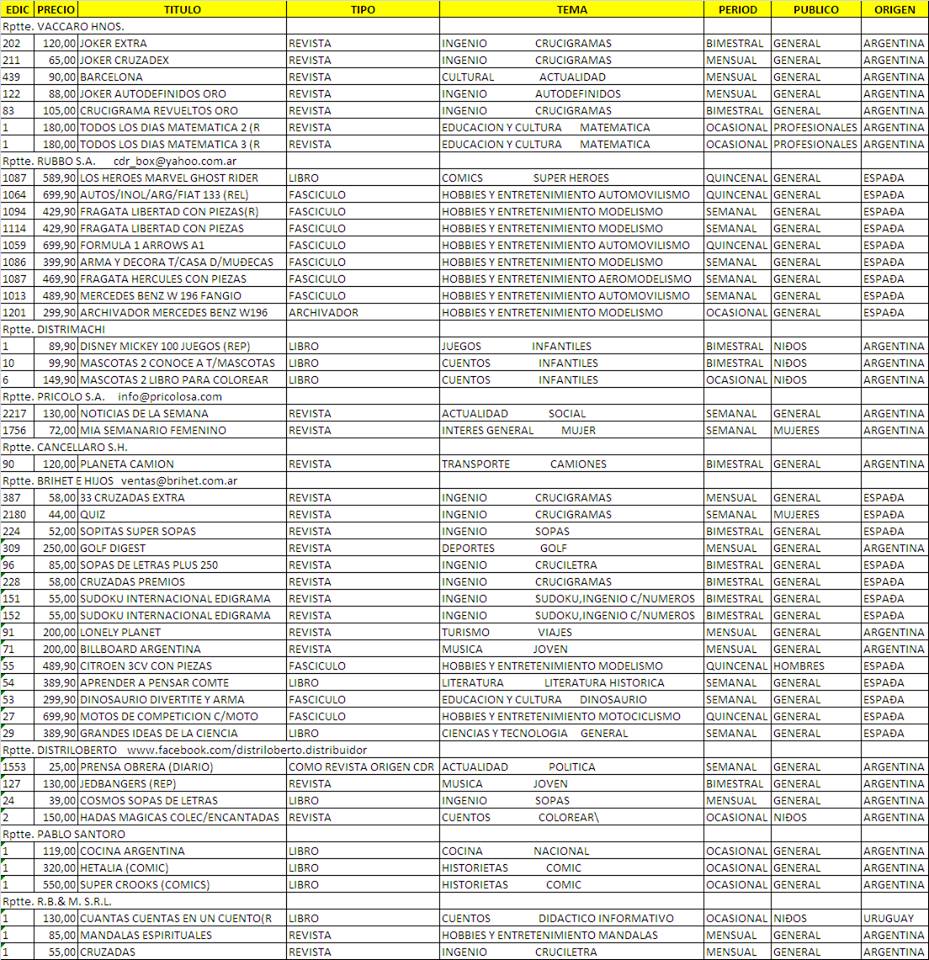 EDIC PRECIO TITULO TIPO TEMA PERIOD PUBLICO ORIGEN
Rptte. VACCARO HNOS.
202 120,00 JOKER EXTRA REVISTA INGENIO CRUCIGRAMAS BIMESTRAL GENERAL ARGENTINA
211 65,00 JOKER CRUZADEX REVISTA INGENIO CRUCIGRAMAS MENSUAL GENERAL ARGENTINA
439 90,00 BARCELONA REVISTA CULTURAL ACTUALIDAD MENSUAL GENERAL ARGENTINA
122 88,00 JOKER AUTODEFINIDOS ORO REVISTA INGENIO AUTODEFINIDOS MENSUAL GENERAL ARGENTINA
83 105,00 CRUCIGRAMA REVUELTOS ORO REVISTA INGENIO CRUCIGRAMAS BIMESTRAL GENERAL ARGENTINA
1 180,00 TODOS LOS DIAS MATEMATICA 2 (R REVISTA EDUCACION Y CULTURA MATEMATICA OCASIONAL PROFESIONALES ARGENTINA
1 180,00 TODOS LOS DIAS MATEMATICA 3 (R REVISTA EDUCACION Y CULTURA MATEMATICA OCASIONAL PROFESIONALES ARGENTINA
Rptte. RUBBO S.A. cdr_box@yahoo.com.ar
1087 589,90 LOS HEROES MARVEL GHOST RIDER LIBRO COMICS SUPER HEROES QUINCENAL GENERAL ESPAÐA
1064 699,90 AUTOS/INOL/ARG/FIAT 133 (REL) FASCICULO HOBBIES Y ENTRETENIMIENTO AUTOMOVILISMO QUINCENAL GENERAL ESPAÐA
1094 429,90 FRAGATA LIBERTAD CON PIEZAS(R) FASCICULO HOBBIES Y ENTRETENIMIENTO MODELISMO SEMANAL GENERAL ESPAÐA
1114 429,90 FRAGATA LIBERTAD CON PIEZAS FASCICULO HOBBIES Y ENTRETENIMIENTO MODELISMO SEMANAL GENERAL ESPAÐA
1059 699,90 FORMULA 1 ARROWS A1 FASCICULO HOBBIES Y ENTRETENIMIENTO AUTOMOVILISMO QUINCENAL GENERAL ESPAÐA
1086 399,90 ARMA Y DECORA T/CASA D/MUÐECAS FASCICULO HOBBIES Y ENTRETENIMIENTO MODELISMO SEMANAL GENERAL ESPAÐA
1087 469,90 FRAGATA HERCULES CON PIEZAS FASCICULO HOBBIES Y ENTRETENIMIENTO AEROMODELISMO SEMANAL GENERAL ESPAÐA
1013 489,90 MERCEDES BENZ W 196 FANGIO FASCICULO HOBBIES Y ENTRETENIMIENTO AUTOMOVILISMO SEMANAL GENERAL ESPAÐA
1201 299,90 ARCHIVADOR MERCEDES BENZ W196 ARCHIVADOR HOBBIES Y ENTRETENIMIENTO MODELISMO OCASIONAL GENERAL ESPAÐA
Rptte. DISTRIMACHI
1 89,90 DISNEY MICKEY 100 JUEGOS (REP) LIBRO JUEGOS INFANTILES BIMESTRAL NIÐOS ARGENTINA
10 99,90 MASCOTAS 2 CONOCE A T/MASCOTAS LIBRO CUENTOS INFANTILES BIMESTRAL NIÐOS ARGENTINA
6 149,90 MASCOTAS 2 LIBRO PARA COLOREAR LIBRO CUENTOS INFANTILES OCASIONAL NIÐOS ARGENTINA
Rptte. PRICOLO S.A. info@pricolosa.com
2217 130,00 NOTICIAS DE LA SEMANA REVISTA ACTUALIDAD SOCIAL SEMANAL GENERAL ARGENTINA
1756 72,00 MIA SEMANARIO FEMENINO REVISTA INTERES GENERAL MUJER SEMANAL MUJERES ARGENTINA
Rptte. CANCELLARO S.H.
90 120,00 PLANETA CAMION REVISTA TRANSPORTE CAMIONES BIMESTRAL GENERAL ARGENTINA
Rptte. BRIHET E HIJOS ventas@brihet.com.ar
387 58,00 33 CRUZADAS EXTRA REVISTA INGENIO CRUCIGRAMAS MENSUAL GENERAL ESPAÐA
2180 44,00 QUIZ REVISTA INGENIO CRUCIGRAMAS SEMANAL MUJERES ESPAÐA
224 52,00 SOPITAS SUPER SOPAS REVISTA INGENIO SOPAS BIMESTRAL GENERAL ESPAÐA
309 250,00 GOLF DIGEST REVISTA DEPORTES GOLF MENSUAL GENERAL ARGENTINA
96 85,00 SOPAS DE LETRAS PLUS 250 REVISTA INGENIO CRUCILETRA BIMESTRAL GENERAL ESPAÐA
228 58,00 CRUZADAS PREMIOS REVISTA INGENIO CRUCIGRAMAS BIMESTRAL GENERAL ESPAÐA
151 55,00 SUDOKU INTERNACIONAL EDIGRAMA REVISTA INGENIO SUDOKU,INGENIO C/NUMEROS BIMESTRAL GENERAL ESPAÐA
152 55,00 SUDOKU INTERNACIONAL EDIGRAMA REVISTA INGENIO SUDOKU,INGENIO C/NUMEROS BIMESTRAL GENERAL ESPAÐA
91 200,00 LONELY PLANET REVISTA TURISMO VIAJES MENSUAL GENERAL ARGENTINA
71 200,00 BILLBOARD ARGENTINA REVISTA MUSICA JOVEN MENSUAL GENERAL ARGENTINA
55 489,90 CITROEN 3CV CON PIEZAS FASCICULO HOBBIES Y ENTRETENIMIENTO MODELISMO QUINCENAL HOMBRES ESPAÐA
54 389,90 APRENDER A PENSAR COMTE LIBRO LITERATURA LITERATURA HISTORICA SEMANAL GENERAL ESPAÐA
53 299,90 DINOSAURIO DIVERTITE Y ARMA FASCICULO EDUCACION Y CULTURA DINOSAURIO SEMANAL GENERAL ESPAÐA
27 699,90 MOTOS DE COMPETICION C/MOTO FASCICULO HOBBIES Y ENTRETENIMIENTO MOTOCICLISMO QUINCENAL GENERAL ESPAÐA
29 389,90 GRANDES IDEAS DE LA CIENCIA LIBRO CIENCIAS Y TECNOLOGIA GENERAL SEMANAL GENERAL ESPAÐA
Rptte. DISTRILOBERTO www.facebook.com/distriloberto.distribuidor
1553 25,00 PRENSA OBRERA (DIARIO) COMO REVISTA ORIGEN CDR ACTUALIDAD POLITICA SEMANAL GENERAL ARGENTINA
127 130,00 JEDBANGERS (REP) REVISTA MUSICA JOVEN BIMESTRAL GENERAL ARGENTINA
24 39,00 COSMOS SOPAS DE LETRAS LIBRO INGENIO SOPAS MENSUAL GENERAL ARGENTINA
2 150,00 HADAS MAGICAS COLEC/ENCANTADAS REVISTA CUENTOS COLOREAR\ OCASIONAL NIÐOS ARGENTINA
Rptte. PABLO SANTORO
1 119,00 COCINA ARGENTINA LIBRO COCINA NACIONAL OCASIONAL GENERAL ARGENTINA
1 320,00 HETALIA (COMIC) LIBRO HISTORIETAS COMIC OCASIONAL GENERAL ARGENTINA
1 550,00 SUPER CROOKS (COMICS) LIBRO HISTORIETAS COMIC OCASIONAL GENERAL ARGENTINA
Rptte. R.B.& M. S.R.L.
1 130,00 CUANTAS CUENTAS EN UN CUENTO(R LIBRO CUENTOS DIDACTICO INFORMATIVO OCASIONAL NIÐOS URUGUAY
1 85,00 MANDALAS ESPIRITUALES REVISTA HOBBIES Y ENTRETENIMIENTO MANDALAS MENSUAL GENERAL ARGENTINA
1 55,00 CRUZADAS REVISTA INGENIO CRUCILETRA MENSUAL GENERAL ARGENTINA